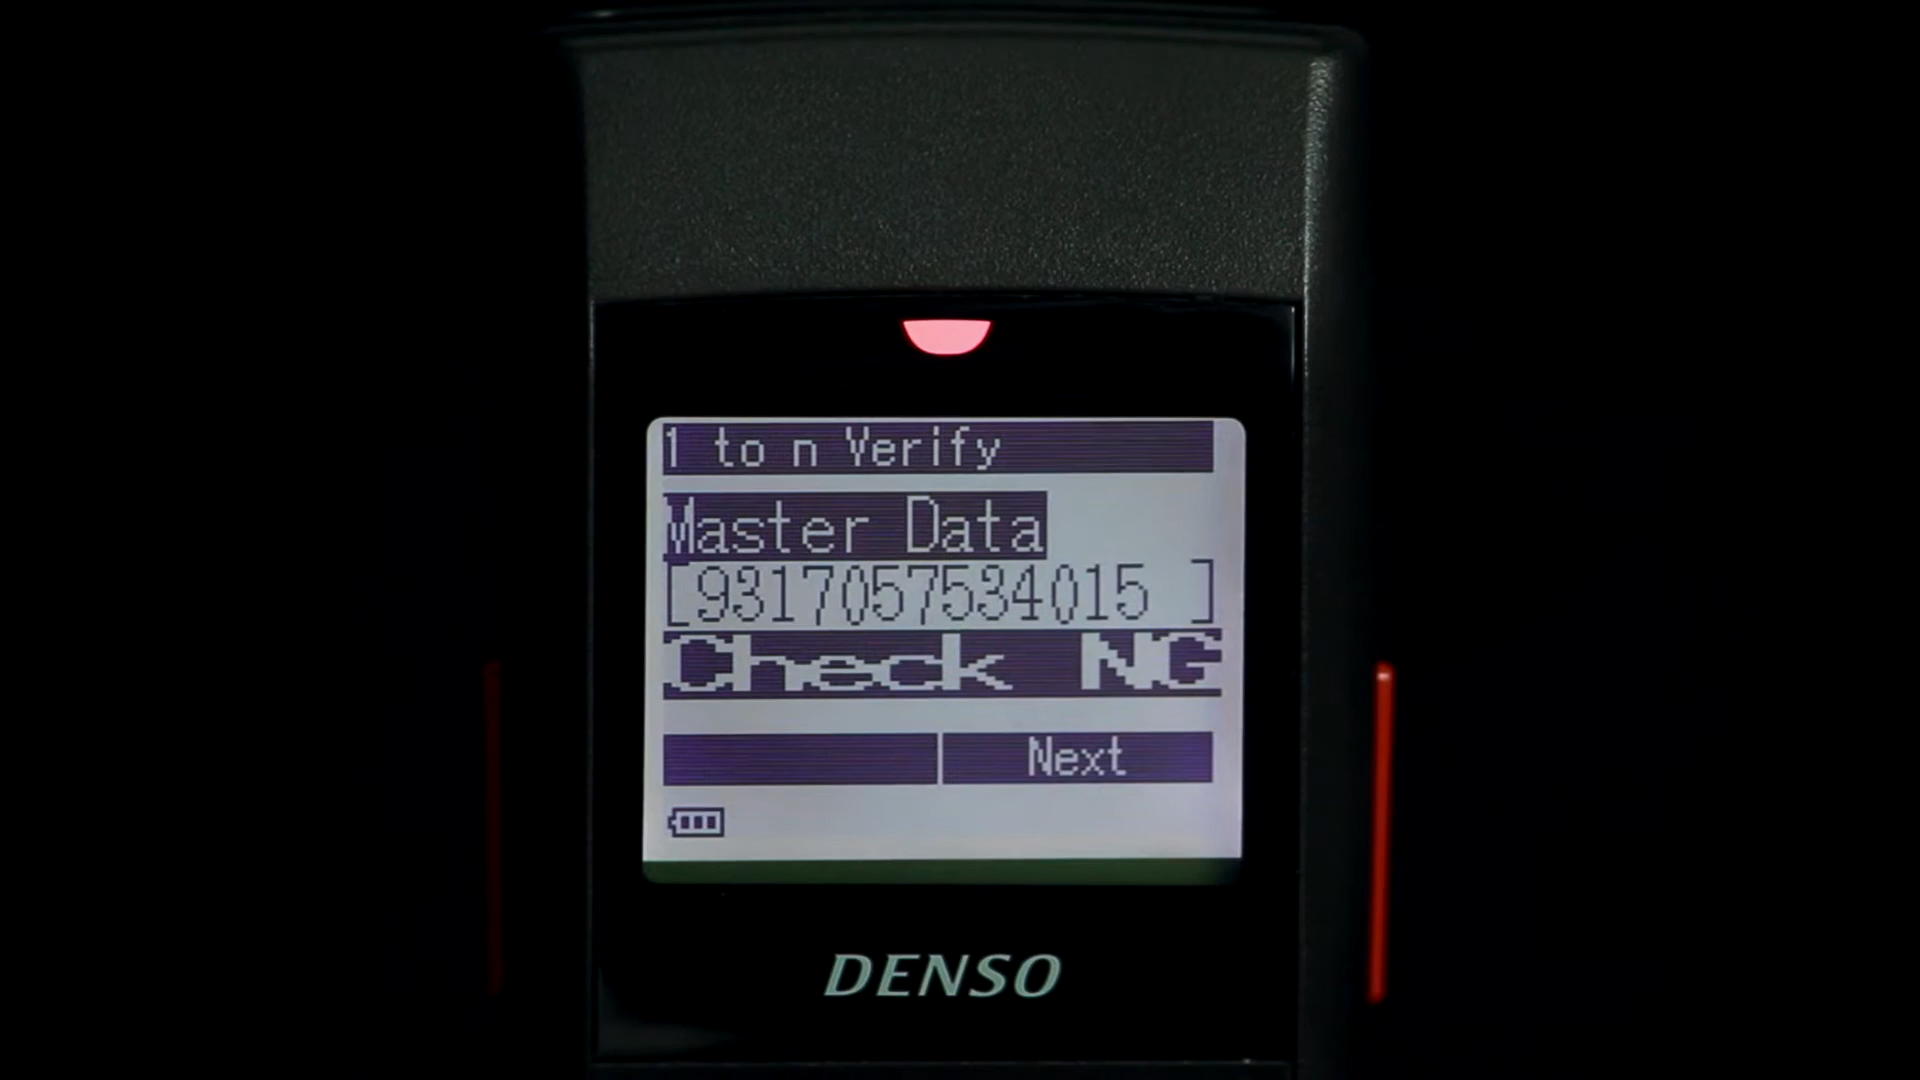 1 to n Verify
Master Data
[9317057534015 ]
Check NG
Next
DENSO